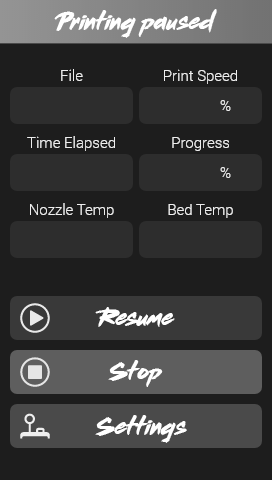 Printing paused
File Print Speed
%
Time Elapsed Progress
%
Nozzle Temp Bed Temp
Resume
Stop
Settings